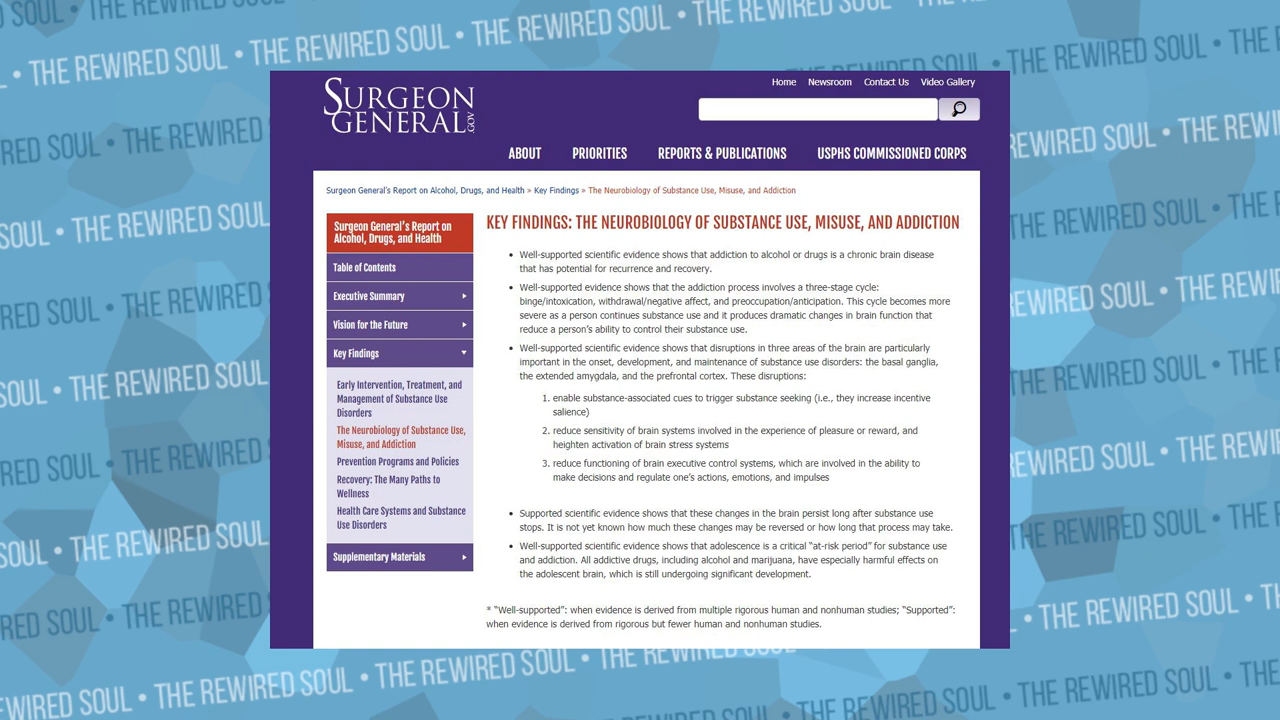 SOUL • THE REWIRED SOUL • THE REWIRED SOUL • THE REWIRED SOUL
• THE REWIRED SOUL • THE REWIRED SOUL • THE REWIRED SOUL
SURGEON
GENERAL.GOV
Home Newsroom Contact Us Video Gallery
ABOUT PRIORITIES REPORTS & PUBLICATIONS USPHS COMMISSIONED CORPS
Surgeon General's Report on Alcohol, Drugs, and Health » Key Findings » The Neurobiology of Substance Use, Misuse, and Addiction
Surgeon General's Report on
Alcohol, Drugs, and Health
Table of Contents
Executive Summary
Vision for the Future
Key Findings
Early Intervention, Treatment, and
Management of Substance Use
Disorders
The Neurobiology of Substance Use,
Misuse, and Addiction
Prevention Programs and Policies
Recovery: The Many Paths to
Wellness
Health Care Systems and Substance
Use Disorders
Supplementary Materials
KEY FINDINGS: THE NEUROBIOLOGY OF SUBSTANCE USE, MISUSE, AND ADDICTION
• Well-supported scientific evidence shows that addiction to alcohol or drugs is a chronic brain disease
that has potential for recurrence and recovery.
• Well-supported evidence shows that the addiction process involves a three-stage cycle:
binge/intoxication, withdrawal/negative affect, and preoccupation/anticipation. This cycle becomes more
severe as a person continues substance use and it produces dramatic changes in brain function that
reduce a person's ability to control their substance use.
• Well-supported scientific evidence shows that disruptions in three areas of the brain are particularly
important in the onset, development, and maintenance of substance use disorders: the basal ganglia,
the extended amygdala, and the prefrontal cortex. These disruptions:
1. enable substance-associated cues to trigger substance seeking (i.e., they increase incentive
salience)
2. reduce sensitivity of brain systems involved in the experience of pleasure or reward, and
heighten activation of brain stress systems
3. reduce functioning of brain executive control systems, which are involved in the ability to
make decisions and regulate one's actions, emotions, and impulses
• Supported scientific evidence shows that these changes in the brain persist long after substance use
stops. It is not yet known how much these changes may be reversed or how long that process may take.
• Well-supported scientific evidence shows that adolescence is a critical "at-risk period" for substance use
and addiction. All addictive drugs, including alcohol and marijuana, have especially harmful effects on
the adolescent brain, which is still undergoing significant development.
* "Well-supported": when evidence is derived from multiple rigorous human and nonhuman studies; "Supported":
when evidence is derived from rigorous but fewer human and nonhuman studies.
• THE REWIRED SOUL • THE REWIRED SOUL • THE REWIRED SOUL